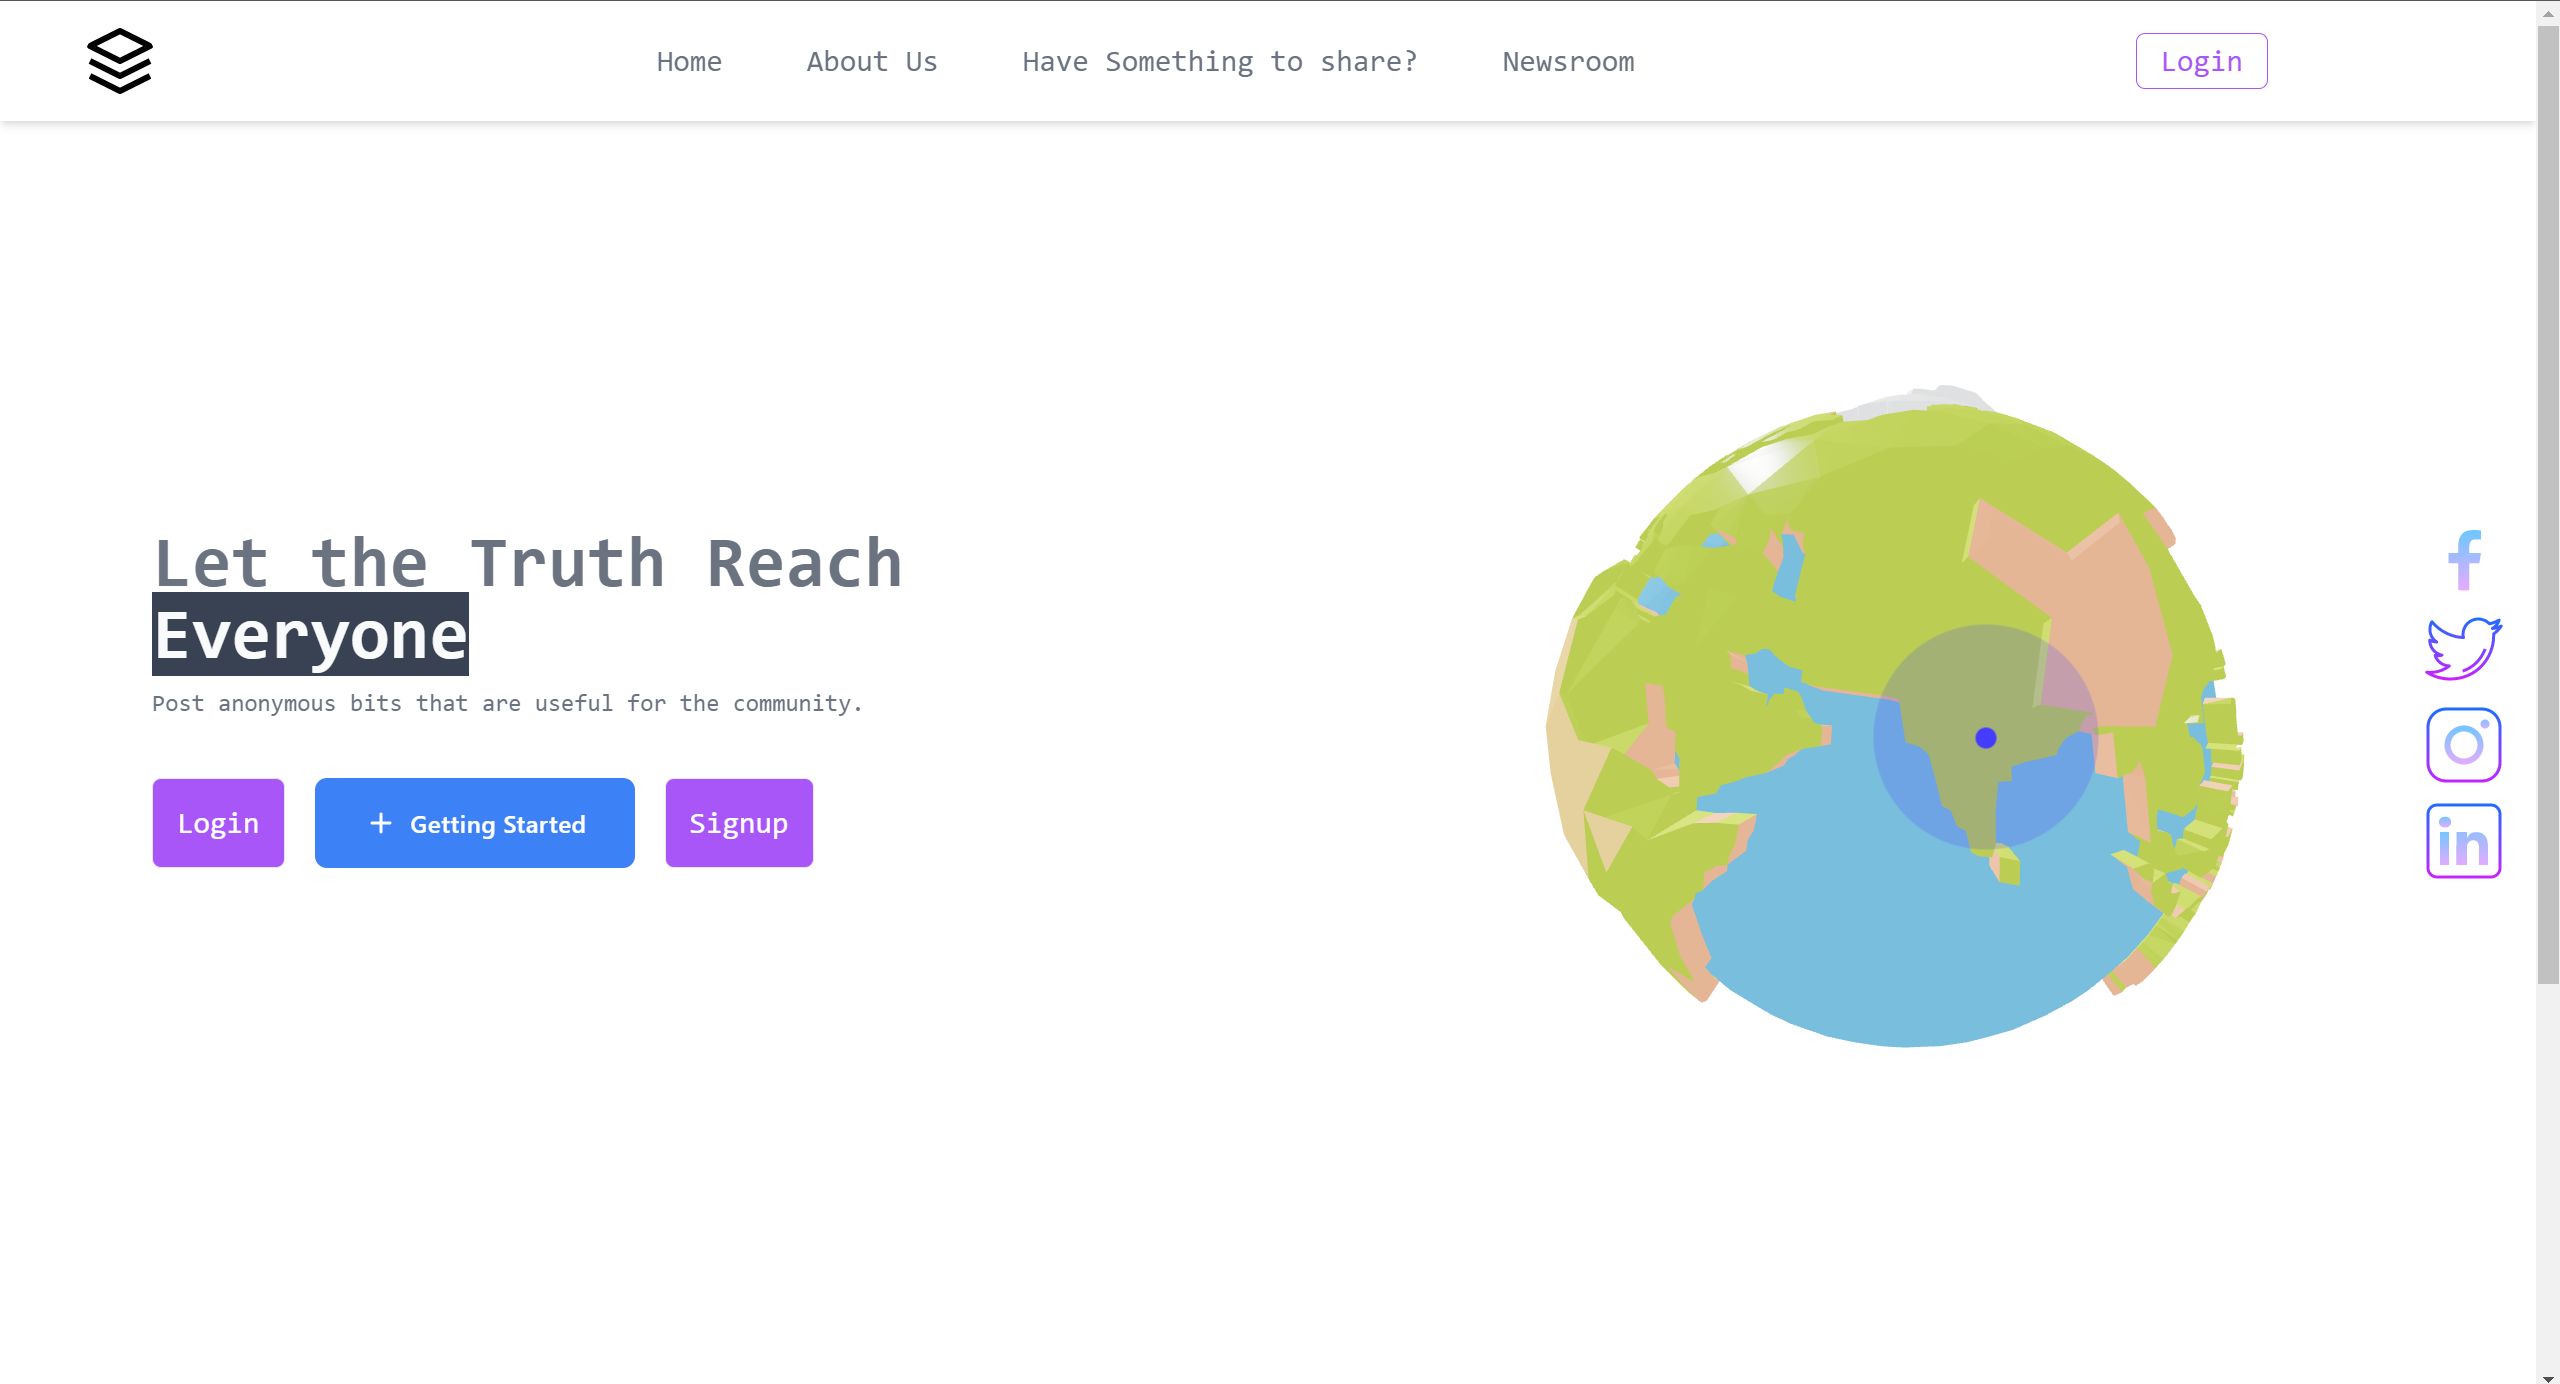 Home
About Us
Have Something to share?
Newsroom
Login
Let the Truth Reach
Everyone
Post anonymous bits that are useful for the community.
Login
+ Getting Started
Signup
f
in